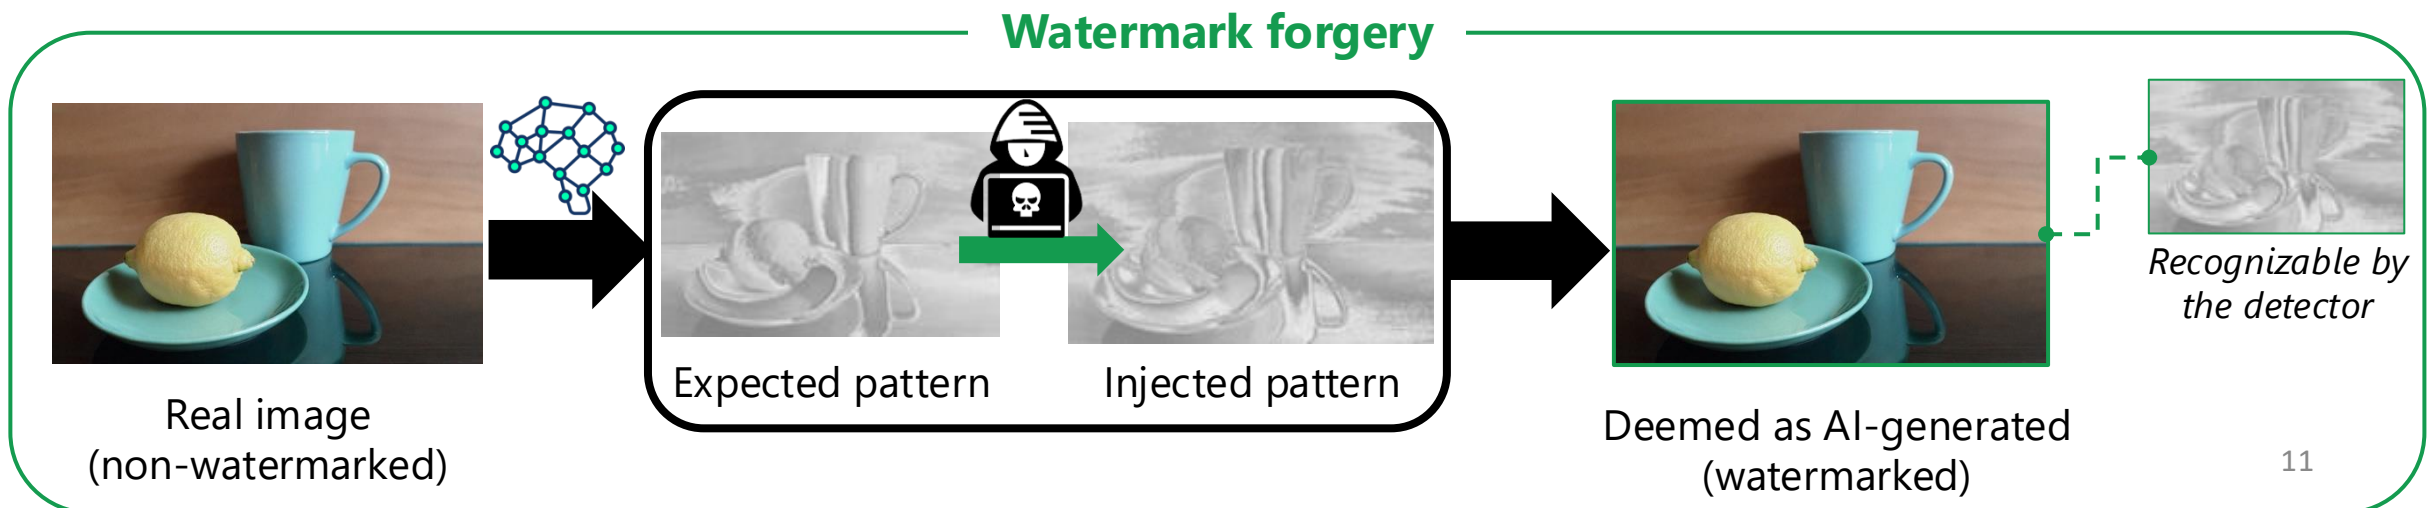 Watermark forgery
Real image
(non-watermarked)
Expected pattern
Injected pattern
Deemed as AI-generated
(watermarked)
Recognizable by
the detector
11